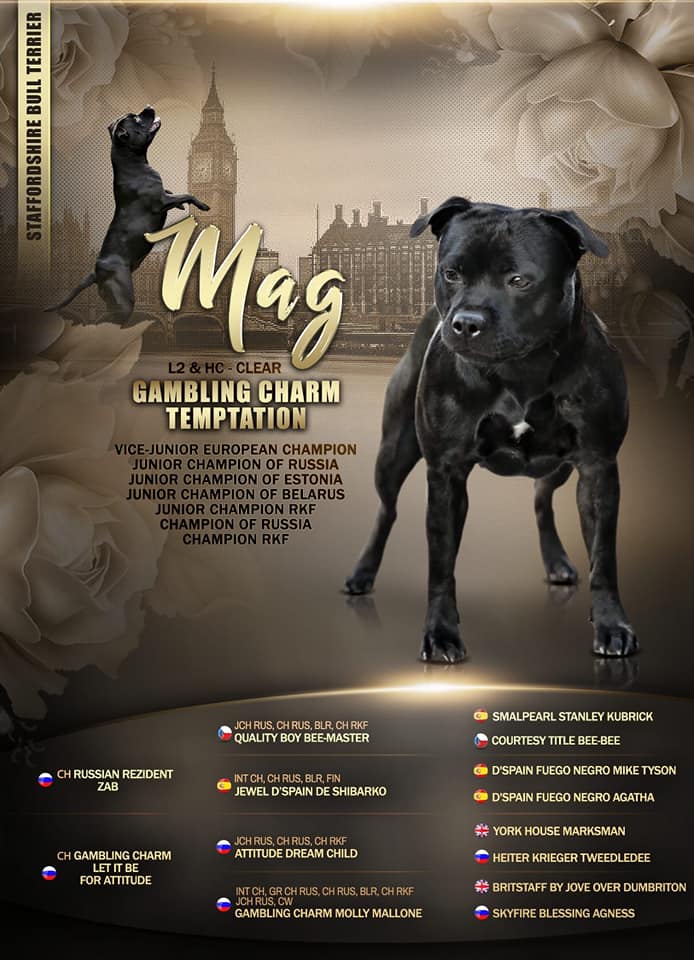 STAFFORDSHIRE BULL TERRIER
Mag
L2 & HC - CLEAR
GAMBLING CHARM
TEMPTATION
VICE-JUNIOR EUROPEAN CHAMPION
JUNIOR CHAMPION OF RUSSIA
JUNIOR CHAMPION OF ESTONIA
JUNIOR CHAMPION OF BELARUS
JUNIOR CHAMPION RKF
CHAMPION OF RUSSIA
CHAMPION RKF
CH RUSSIAN REZIDENT
ZAB
CH GAMBLING CHARM
LET IT BE
FOR ATTITUDE
JCH RUS, CH RUS, BLR, CH RKF
QUALITY BOY BEE-MASTER
INT CH, CH RUS, BLR, FIN
JEWEL D'SPAIN DE SHIBARKO
JCH RUS, CH RUS, CH RKF
ATTITUDE DREAM CHILD
INT CH, GR CH RUS, CH RUS, BLR, CH RKF
JCH RUS, CW
GAMBLING CHARM MOLLY MALLONE
SMALPEARL STANLEY KUBRICK
COURTESY TITLE BEE-BEE
D'SPAIN FUEGO NEGRO MIKE TYSON
D'SPAIN FUEGO NEGRO AGATHA
YORK HOUSE MARKSMAN
HEITER KRIEGER TWEEDLEDEE
BRITSTAFF BY JOVE OVER DUMBRITON
SKYFIRE BLESSING AGNESS